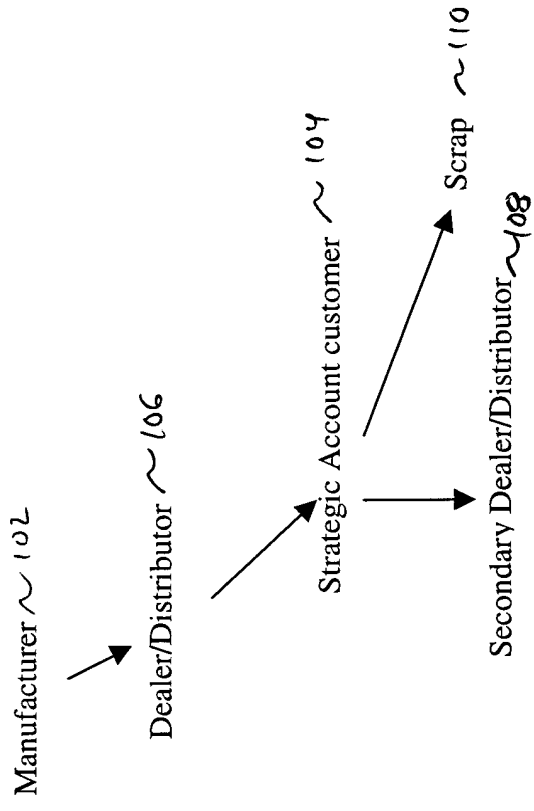 Manufacturer ~ 102
Dealer/Distributor ~ 106
Strategic Account customer ~ 104
Scrap ~ 110
Secondary Dealer/Distributor ~ 108